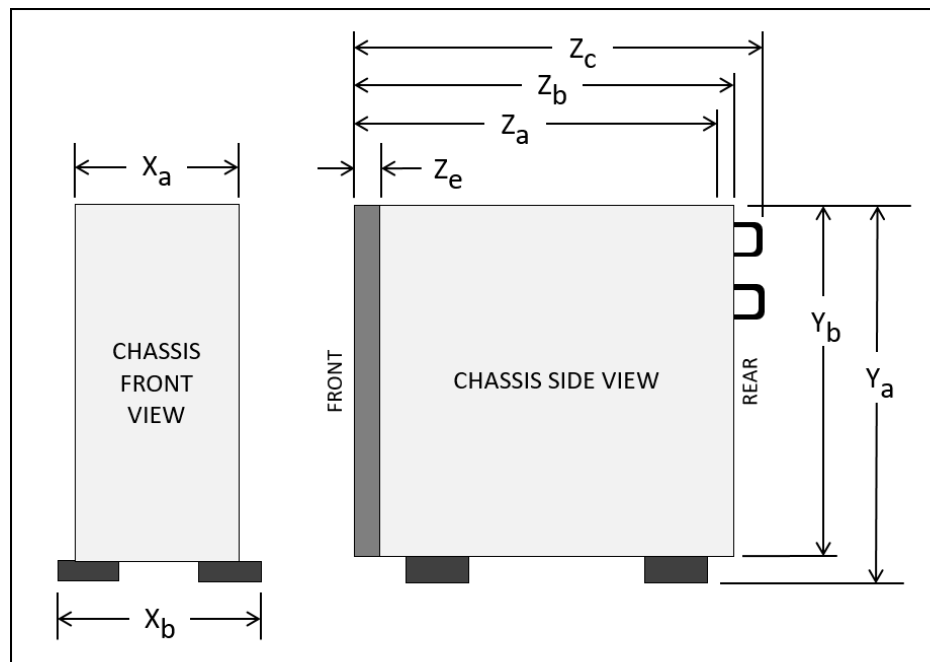 Zc
Zb
Za
Ze
Xa
CHASSIS
FRONT
VIEW
Xb
FRONT
CHASSIS SIDE VIEW
REAR
Yb
Ya